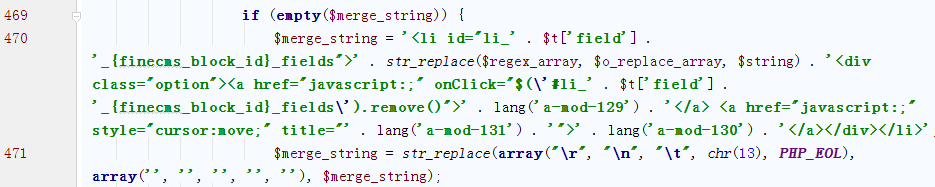 469 if (empty($merge_string)) {
470 $merge_string = '<li id="li_' . $t['field'] .
'_{finecms_block_id}_fields">' . str_replace($regex_array, $o_replace_array, $string) . '<div
class="option"><a href="javascript:;" onClick="$(\'#li_' . $t['field'] .
'_{finecms_block_id}_fields\').remove()">' . lang('a-mod-129') . '</a> <a href="javascript:;"
style="cursor:move;" title="' . lang('a-mod-131') . '">' . lang('a-mod-130') . '</a></div></li>'
471 $merge_string = str_replace(array("\r", "\n", "\t", chr(13), PHP_EOL),
array('', '', '', '', ''), $merge_string);